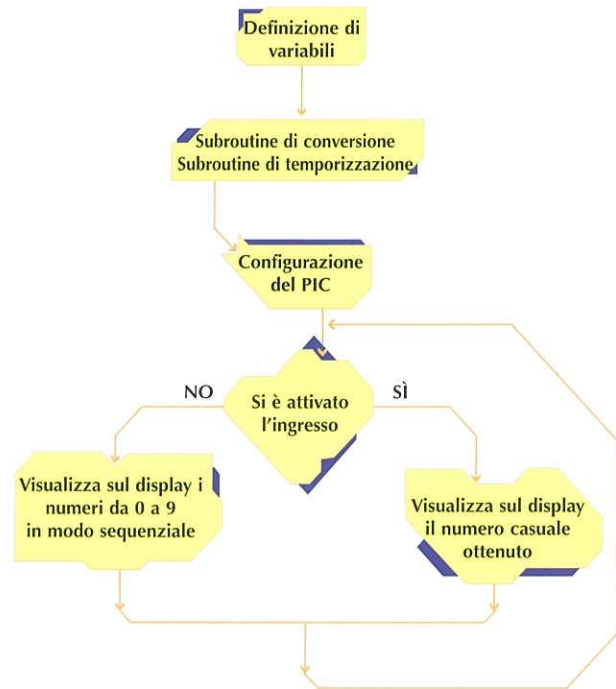 Definizione di
variabili
Subroutine di conversione
Subroutine di temporizzazione
Configurazione
del PIC
Si è attivato
l'ingresso
NO
SÌ
Visualizza sul display i
numeri da 0 a 9
in modo sequenziale
Visualizza sul display
il numero casuale
ottenuto